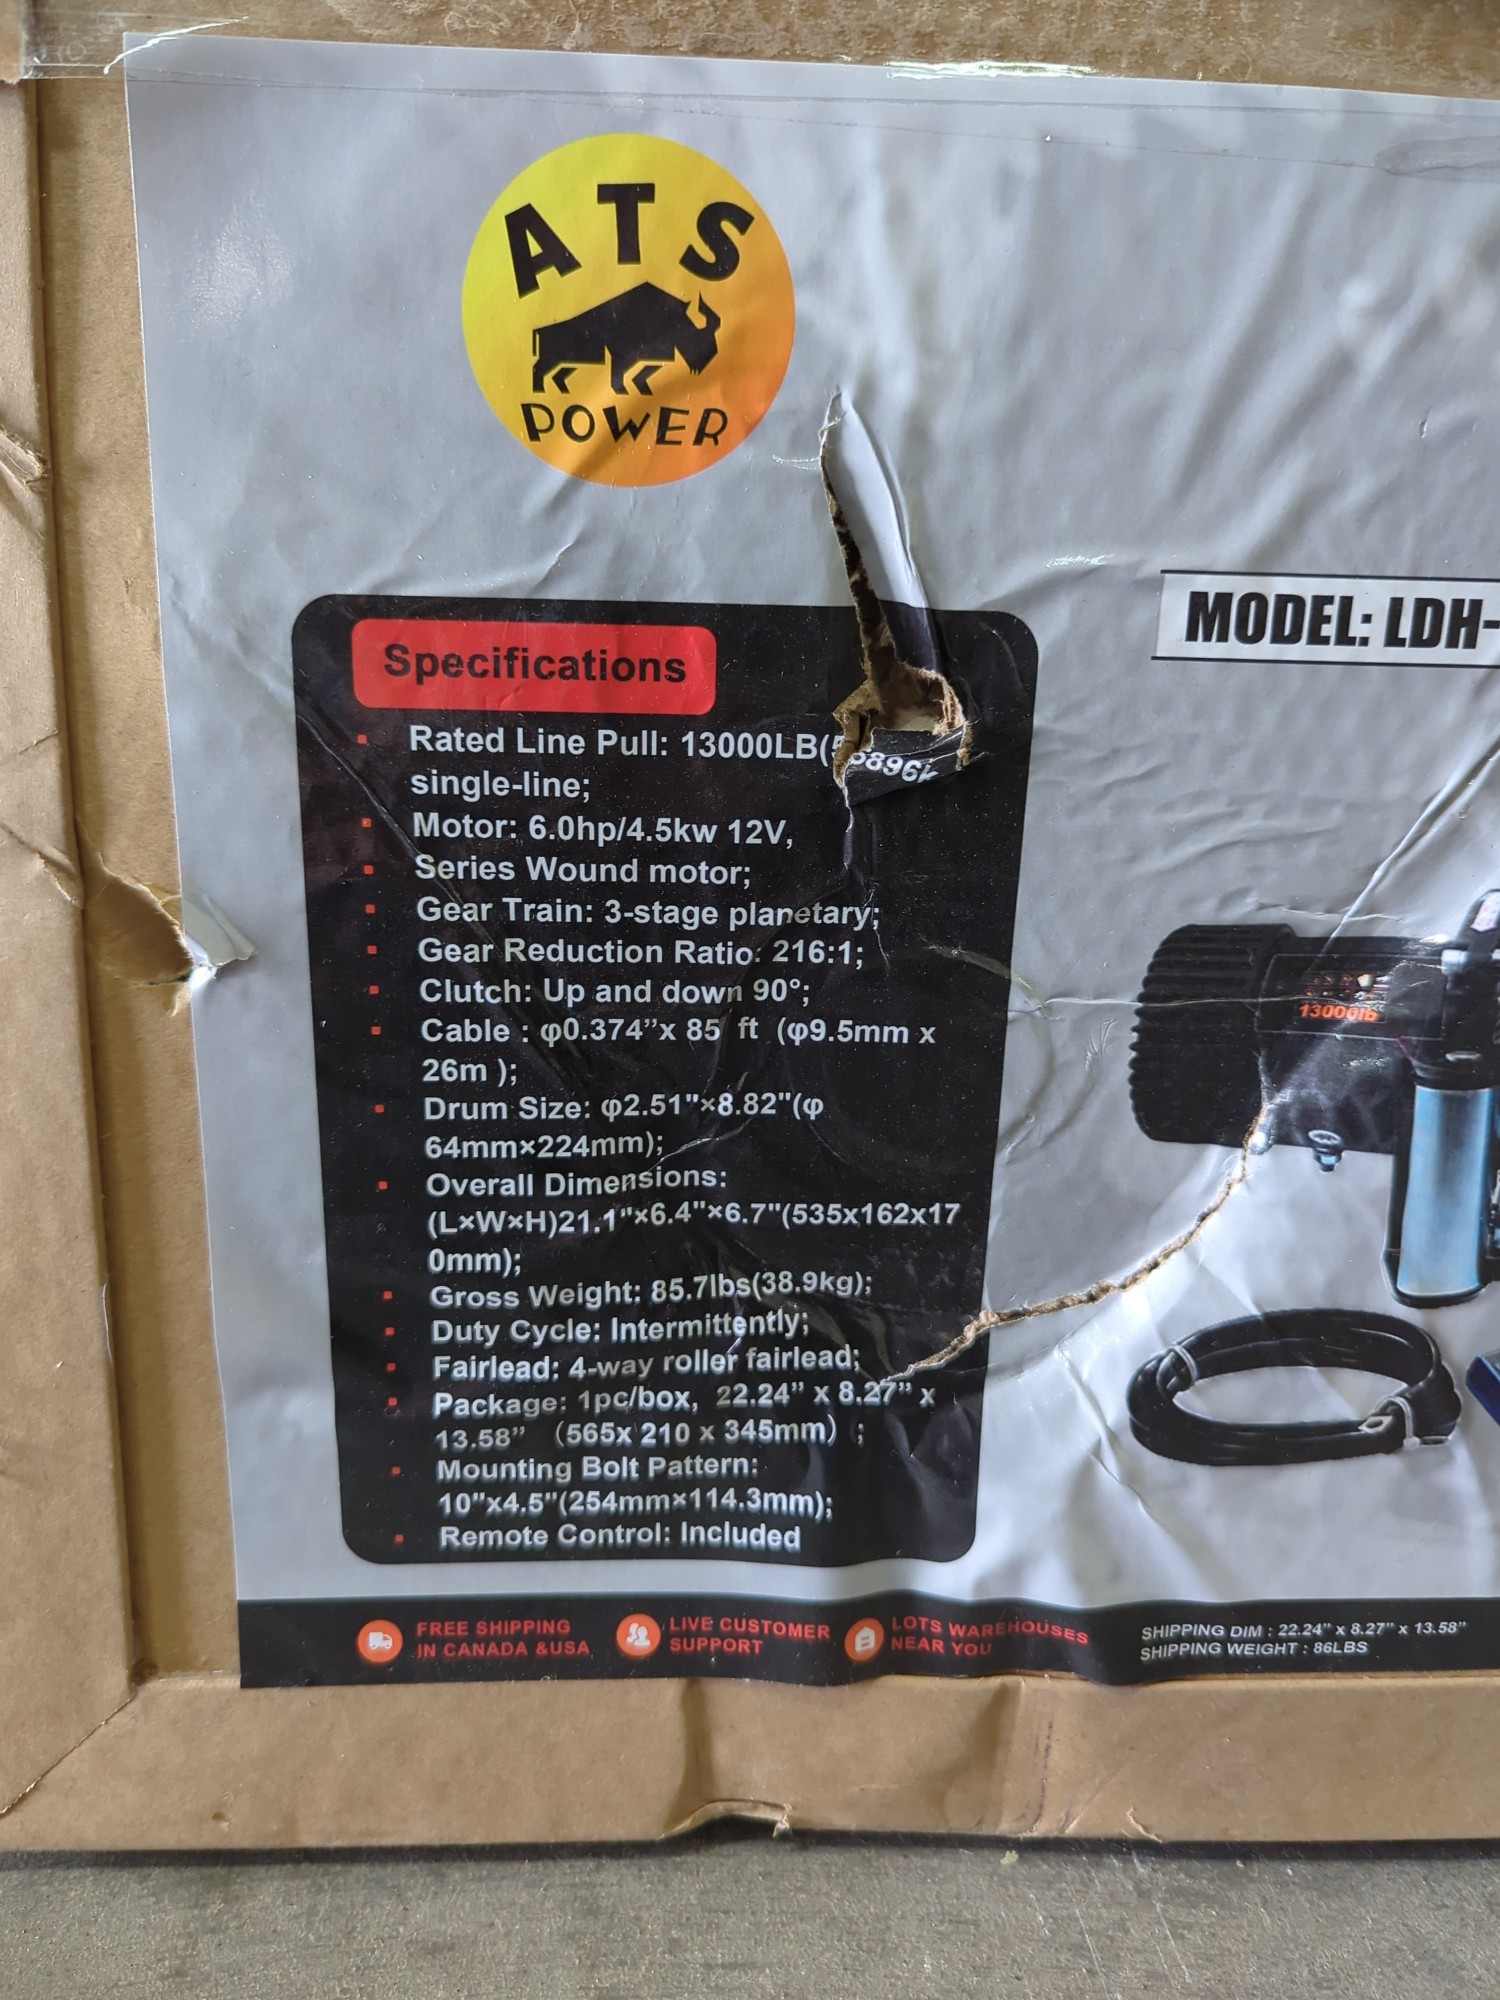 ATS
POWER
Specifications
Rated Line Pull: 13000LB(
single-line;
Motor: 6.0hp/4.5kw 12V,
Series Wound motor;
Gear Train: 3-stage planetary;
Gear Reduction Ratio: 216:1;
Clutch: Up and down 90°;
Cable : φ0.374”x 85 ft (φ9.5mm x
26m );
Drum Size: φ2.51"×8.82"(φ
64mm×224mm);
Overall Dimensions:
(L×W×H)21.1"×6.4"×6.7"(535x162x17
0mm);
Gross Weight: 85.7lbs(38.9kg);
Duty Cycle: Intermittently;
Fairlead: 4-way roller fairlead;
Package: 1pc/box, 22.24” x 8.27” x
13.58” （565x 210 x 345mm）;
Mounting Bolt Pattern:
10"x4.5"(254mm×114.3mm);
Remote Control: Included
MODEL: LDH-
13000lb
FREE SHIPPING
IN CANADA &USA
LIVE CUSTOMER
SUPPORT
LOTS WAREHOUSES
NEAR YOU
SHIPPING DIM : 22.24” x 8.27” x 13.58”
SHIPPING WEIGHT : 86LBS